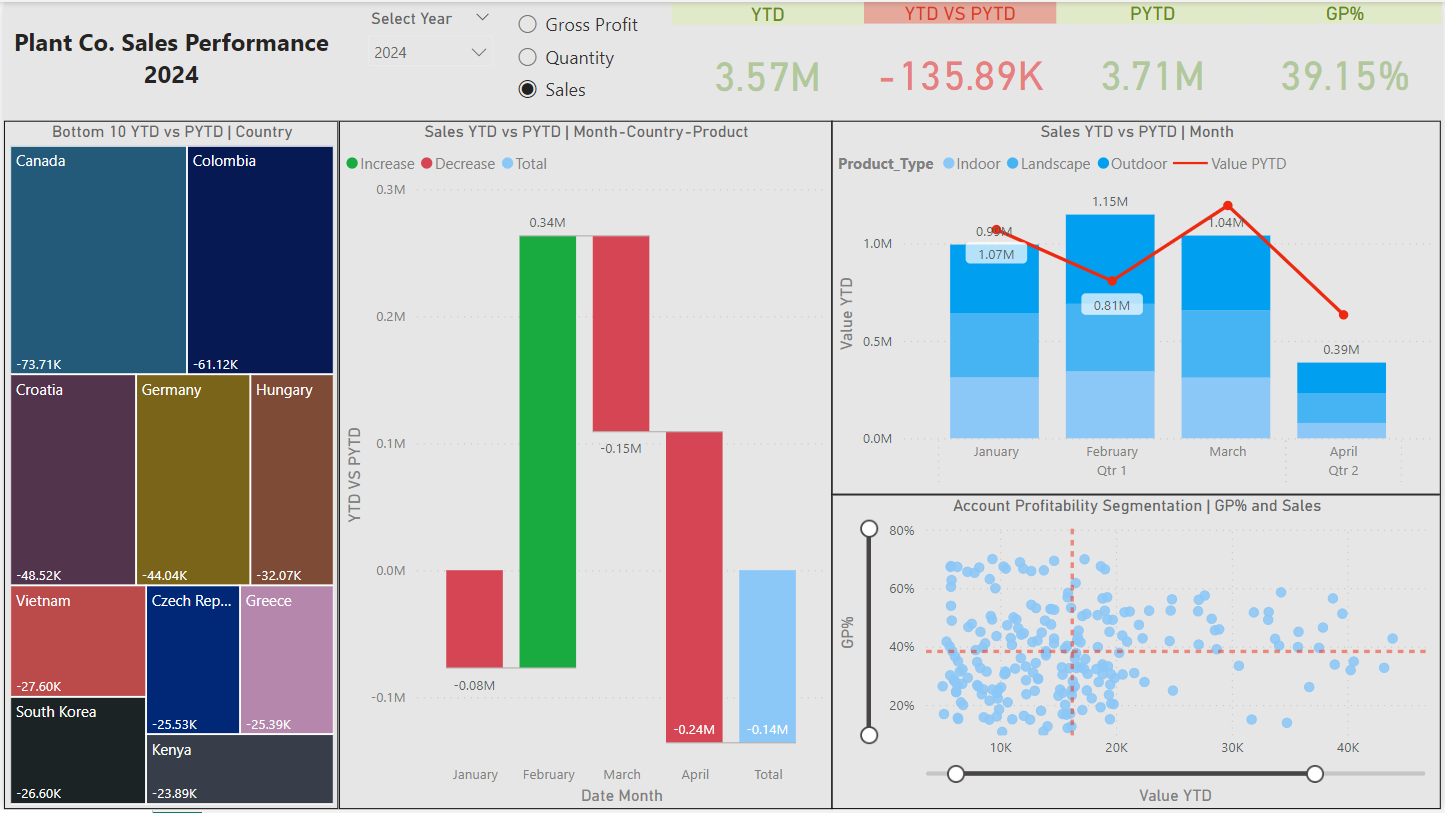 Plant Co. Sales Performance
2024
Select Year
2024
Gross Profit
Quantity
Sales
YTD
3.57M
YTD VS PYTD
-135.89K
PYTD
3.71M
GP%
39.15%
Bottom 10 YTD vs PYTD | Country
Canada
-73.71K
Colombia
-61.12K
Croatia
-48.52K
Germany
-44.04K
Hungary
-32.07K
Vietnam
-27.60K
Czech Rep...
-25.53K
Greece
-25.39K
South Korea
-26.60K
Kenya
-23.89K
Sales YTD vs PYTD | Month-Country-Product
Increase Decrease Total
YTD VS PYTD
0.3M
0.2M
0.1M
0.0M
-0.1M
0.34M
-0.15M
-0.08M
-0.24M
-0.14M
January February March April Total
Date Month
Sales YTD vs PYTD | Month
Product_Type Indoor Landscape Outdoor Value PYTD
Value YTD
1.0M
0.5M
0.0M
1.07M
1.15M
0.81M
1.04M
0.39M
January February March April
Qtr 1 Qtr 2
Account Profitability Segmentation | GP% and Sales
GP%
80%
60%
40%
20%
10K 20K 30K 40K
Value YTD